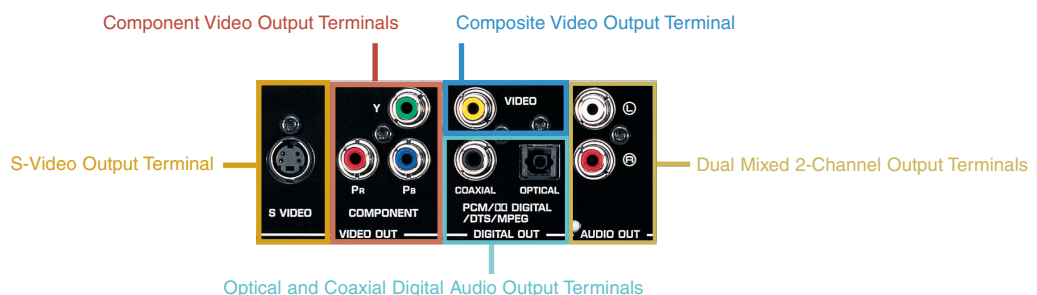 Component Video Output Terminals
Composite Video Output Terminal
S-Video Output Terminal
Dual Mixed 2-Channel Output Terminals
Y
VIDEO
L
R
PR
PB
COAXIAL
OPTICAL
S VIDEO
COMPONENT
PCM/DD DIGITAL
/DTS/MPEG
VIDEO OUT
DIGITAL OUT
AUDIO OUT
Optical and Coaxial Digital Audio Output Terminals